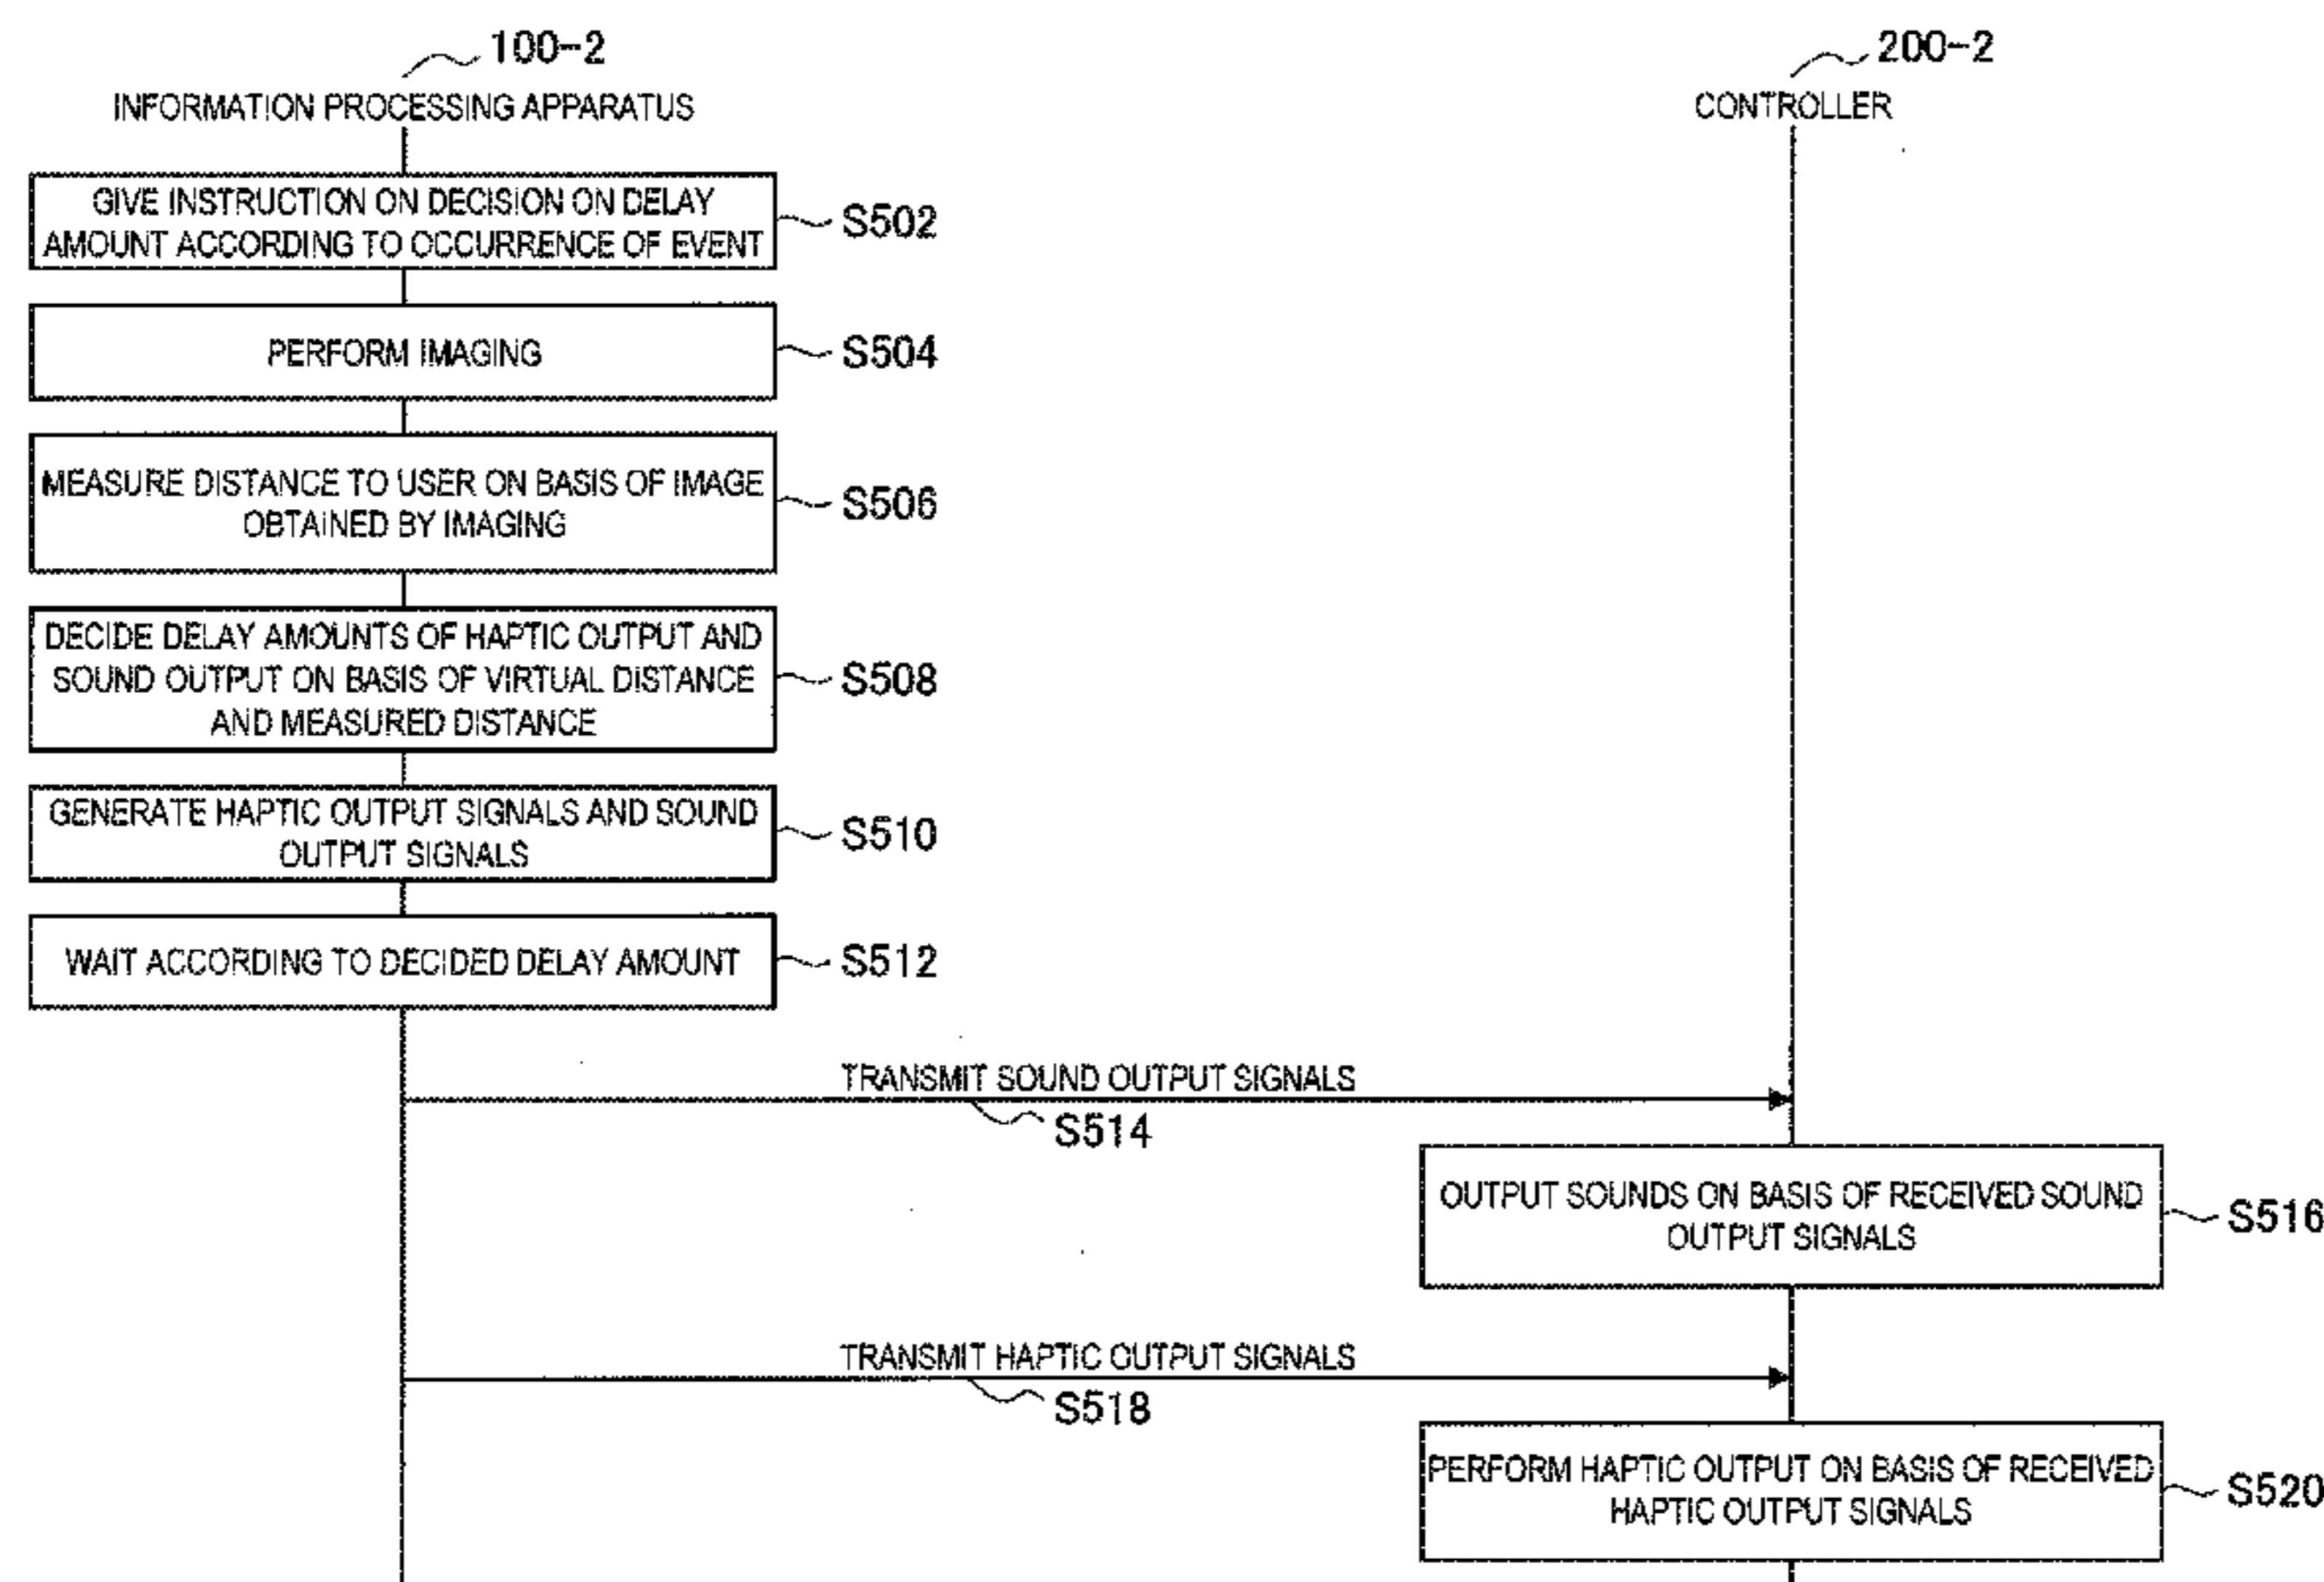 100-2
INFORMATION PROCESSING APPARATUS
200-2
CONTROLLER
GIVE INSTRUCTION ON DECISION ON DELAY
AMOUNT ACCORDING TO OCCURRENCE OF EVENT
S502
PERFORM IMAGING
S504
MEASURE DISTANCE TO USER ON BASIS OF IMAGE
OBTAINED BY IMAGING
S506
DECIDE DELAY AMOUNTS OF HAPTIC OUTPUT AND
SOUND OUTPUT ON BASIS OF VIRTUAL DISTANCE
AND MEASURED DISTANCE
S508
GENERATE HAPTIC OUTPUT SIGNALS AND SOUND
OUTPUT SIGNALS
S510
WAIT ACCORDING TO DECIDED DELAY AMOUNT
S512
TRANSMIT SOUND OUTPUT SIGNALS
S514
OUTPUT SOUNDS ON BASIS OF RECEIVED SOUND
OUTPUT SIGNALS
S516
TRANSMIT HAPTIC OUTPUT SIGNALS
S518
PERFORM HAPTIC OUTPUT ON BASIS OF RECEIVED
HAPTIC OUTPUT SIGNALS
S520